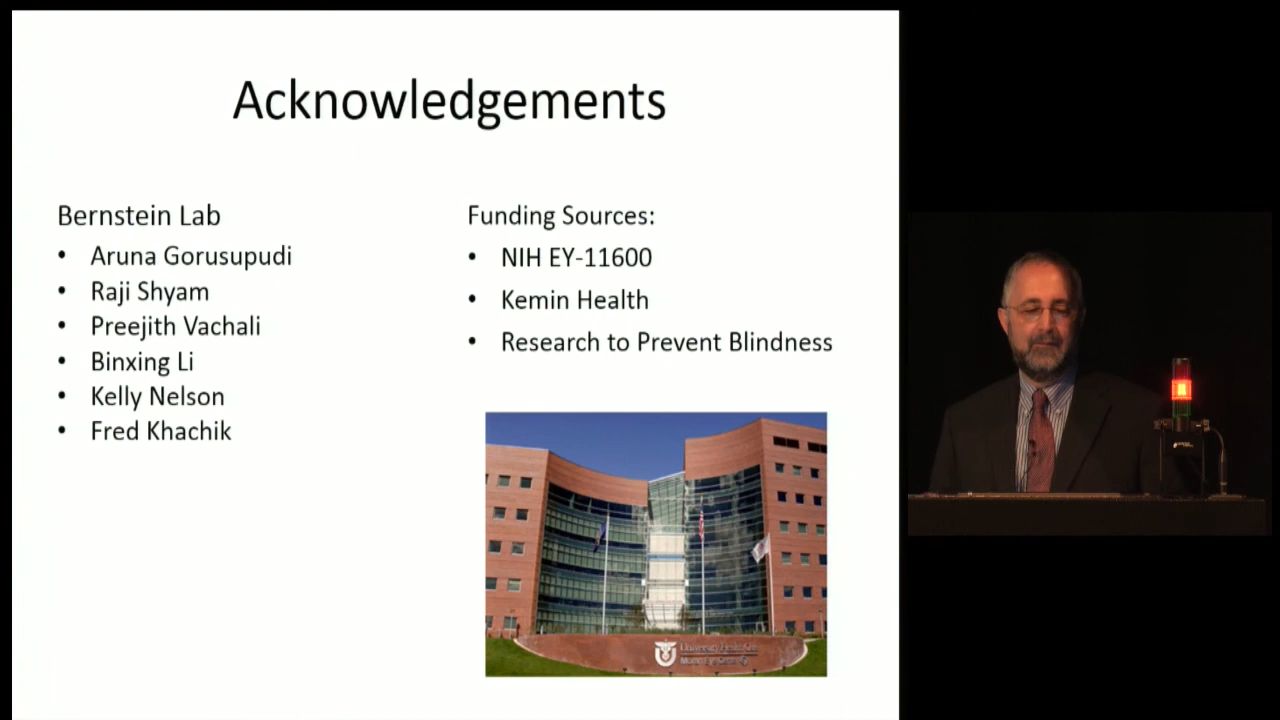 Acknowledgements
Bernstein Lab
• Aruna Gorusupudi
• Raji Shyam
• Preejith Vachali
• Binxing Li
• Kelly Nelson
• Fred Khachik
Funding Sources:
• NIH EY-11600
• Kemin Health
• Research to Prevent Blindness